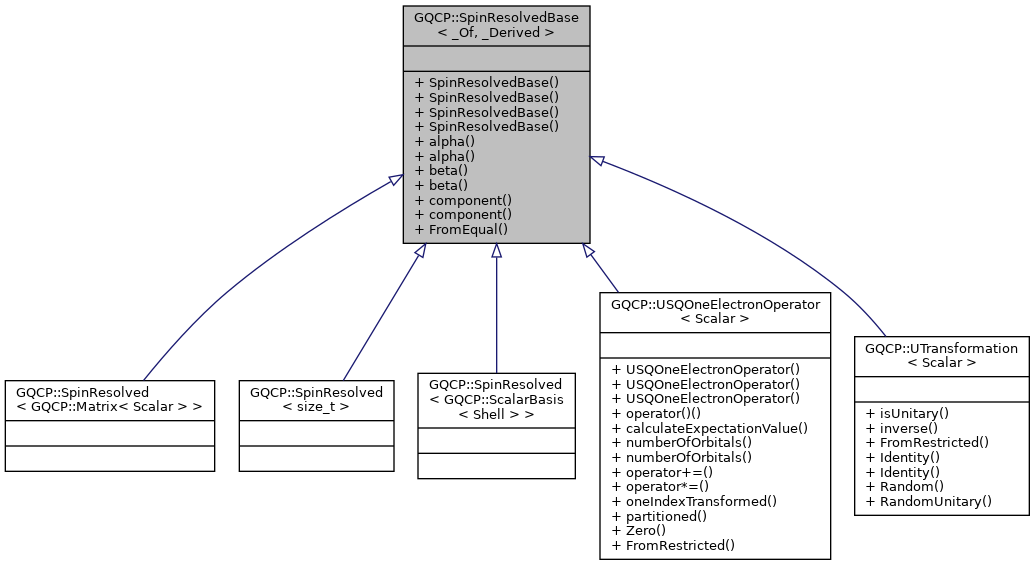 GQCP::SpinResolvedBase
< _Of, _Derived >
+ SpinResolvedBase()
+ SpinResolvedBase()
+ SpinResolvedBase()
+ SpinResolvedBase()
+ alpha()
+ alpha()
+ beta()
+ beta()
+ component()
+ component()
+ FromEqual()
GQCP::SpinResolved
< GQCP::Matrix< Scalar > >
GQCP::SpinResolved
< size_t >
GQCP::SpinResolved
< GQCP::ScalarBasis
< Shell > >
GQCP::USQOneElectronOperator
< Scalar >
+ USQOneElectronOperator()
+ USQOneElectronOperator()
+ USQOneElectronOperator()
+ operator()()
+ calculateExpectationValue()
+ numberOfOrbitals()
+ numberOfOrbitals()
+ operator+=()
+ operator*=()
+ oneIndexTransformed()
+ partitioned()
+ Zero()
+ FromRestricted()
GQCP::UTransformation
< Scalar >
+ isUnitary()
+ inverse()
+ FromRestricted()
+ Identity()
+ Identity()
+ Random()
+ RandomUnitary()